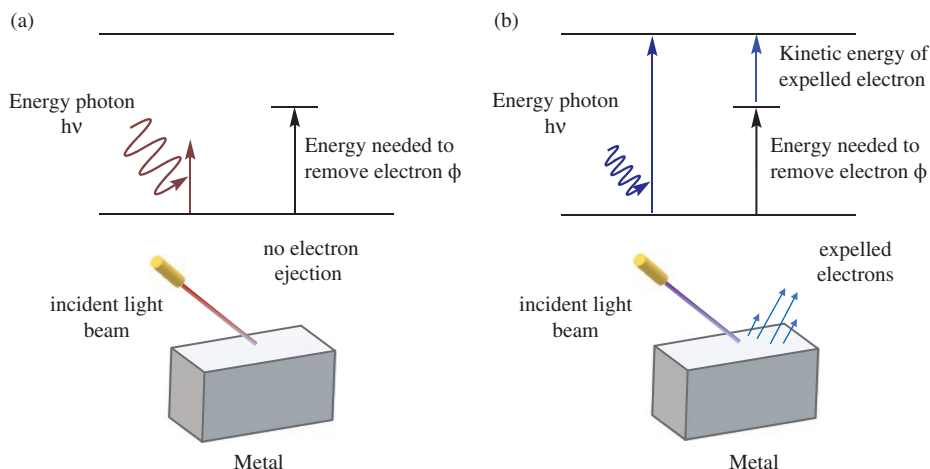 (a)
Energy photon
hν
Energy needed to
remove electron ϕ
no electron
ejection
incident light
beam
Metal
(b)
Kinetic energy of
expelled electron
Energy photon
hν
Energy needed to
remove electron ϕ
expelled
electrons
incident light
beam
Metal